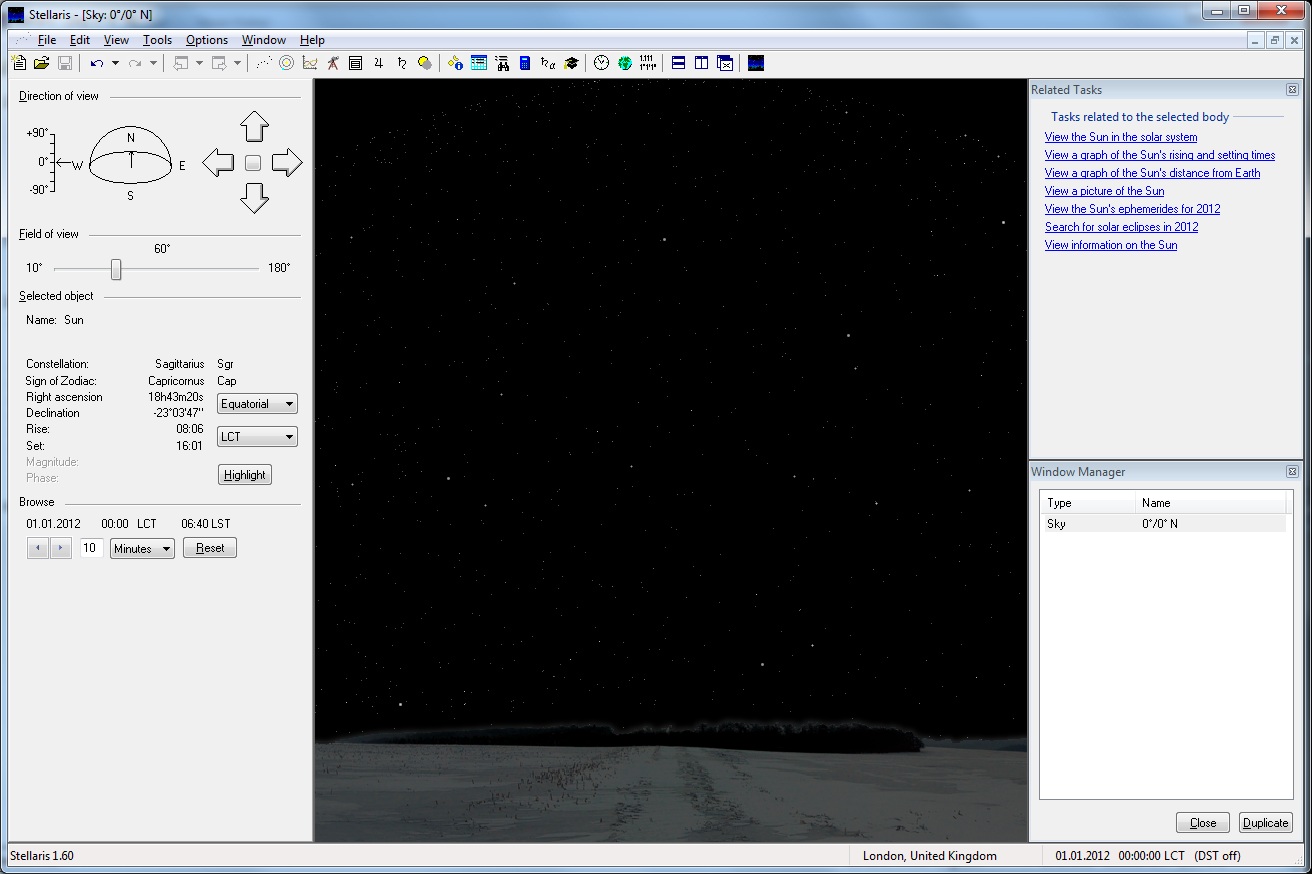 Stellaris - [Sky: 0°/0° N]
File Edit View Tools Options Window Help
Direction of view
+90°
0°
-90°
N
W
E
S
Field of view
60°
10°
180°
Selected object
Name: Sun
Constellation: Sagittarius Sgr
Sign of Zodiac: Capricornus Cap
Right ascension 18h43m20s
Equatorial
Declination -23°03'47"
Rise: 08:06
LCT
Set: 16:01
Magnitude:
Highlight
Phase:
Browse
01.01.2012 00:00 LCT 06:40 LST
10 Minutes Reset
Related Tasks
Tasks related to the selected body
View the Sun in the solar system
View a graph of the Sun's rising and setting times
View a graph of the Sun's distance from Earth
View a picture of the Sun
View the Sun's ephemerides for 2012
Search for solar eclipses in 2012
View information on the Sun
Window Manager
Type Name
Sky 0°/0° N
Close Duplicate
Stellaris 1.60
London, United Kingdom
01.01.2012 00:00:00 LCT (DST off)